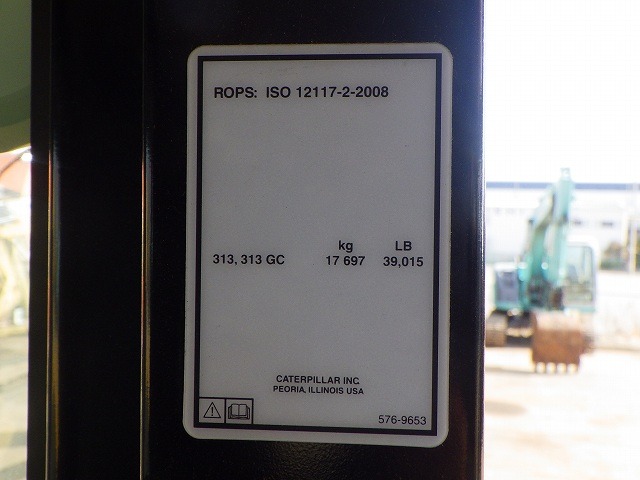 ROPS: ISO 12117-2-2008
kg LB
313, 313 GC 17 697 39,015
CATERPILLAR INC.
PEORIA, ILLINOIS USA
576-9653